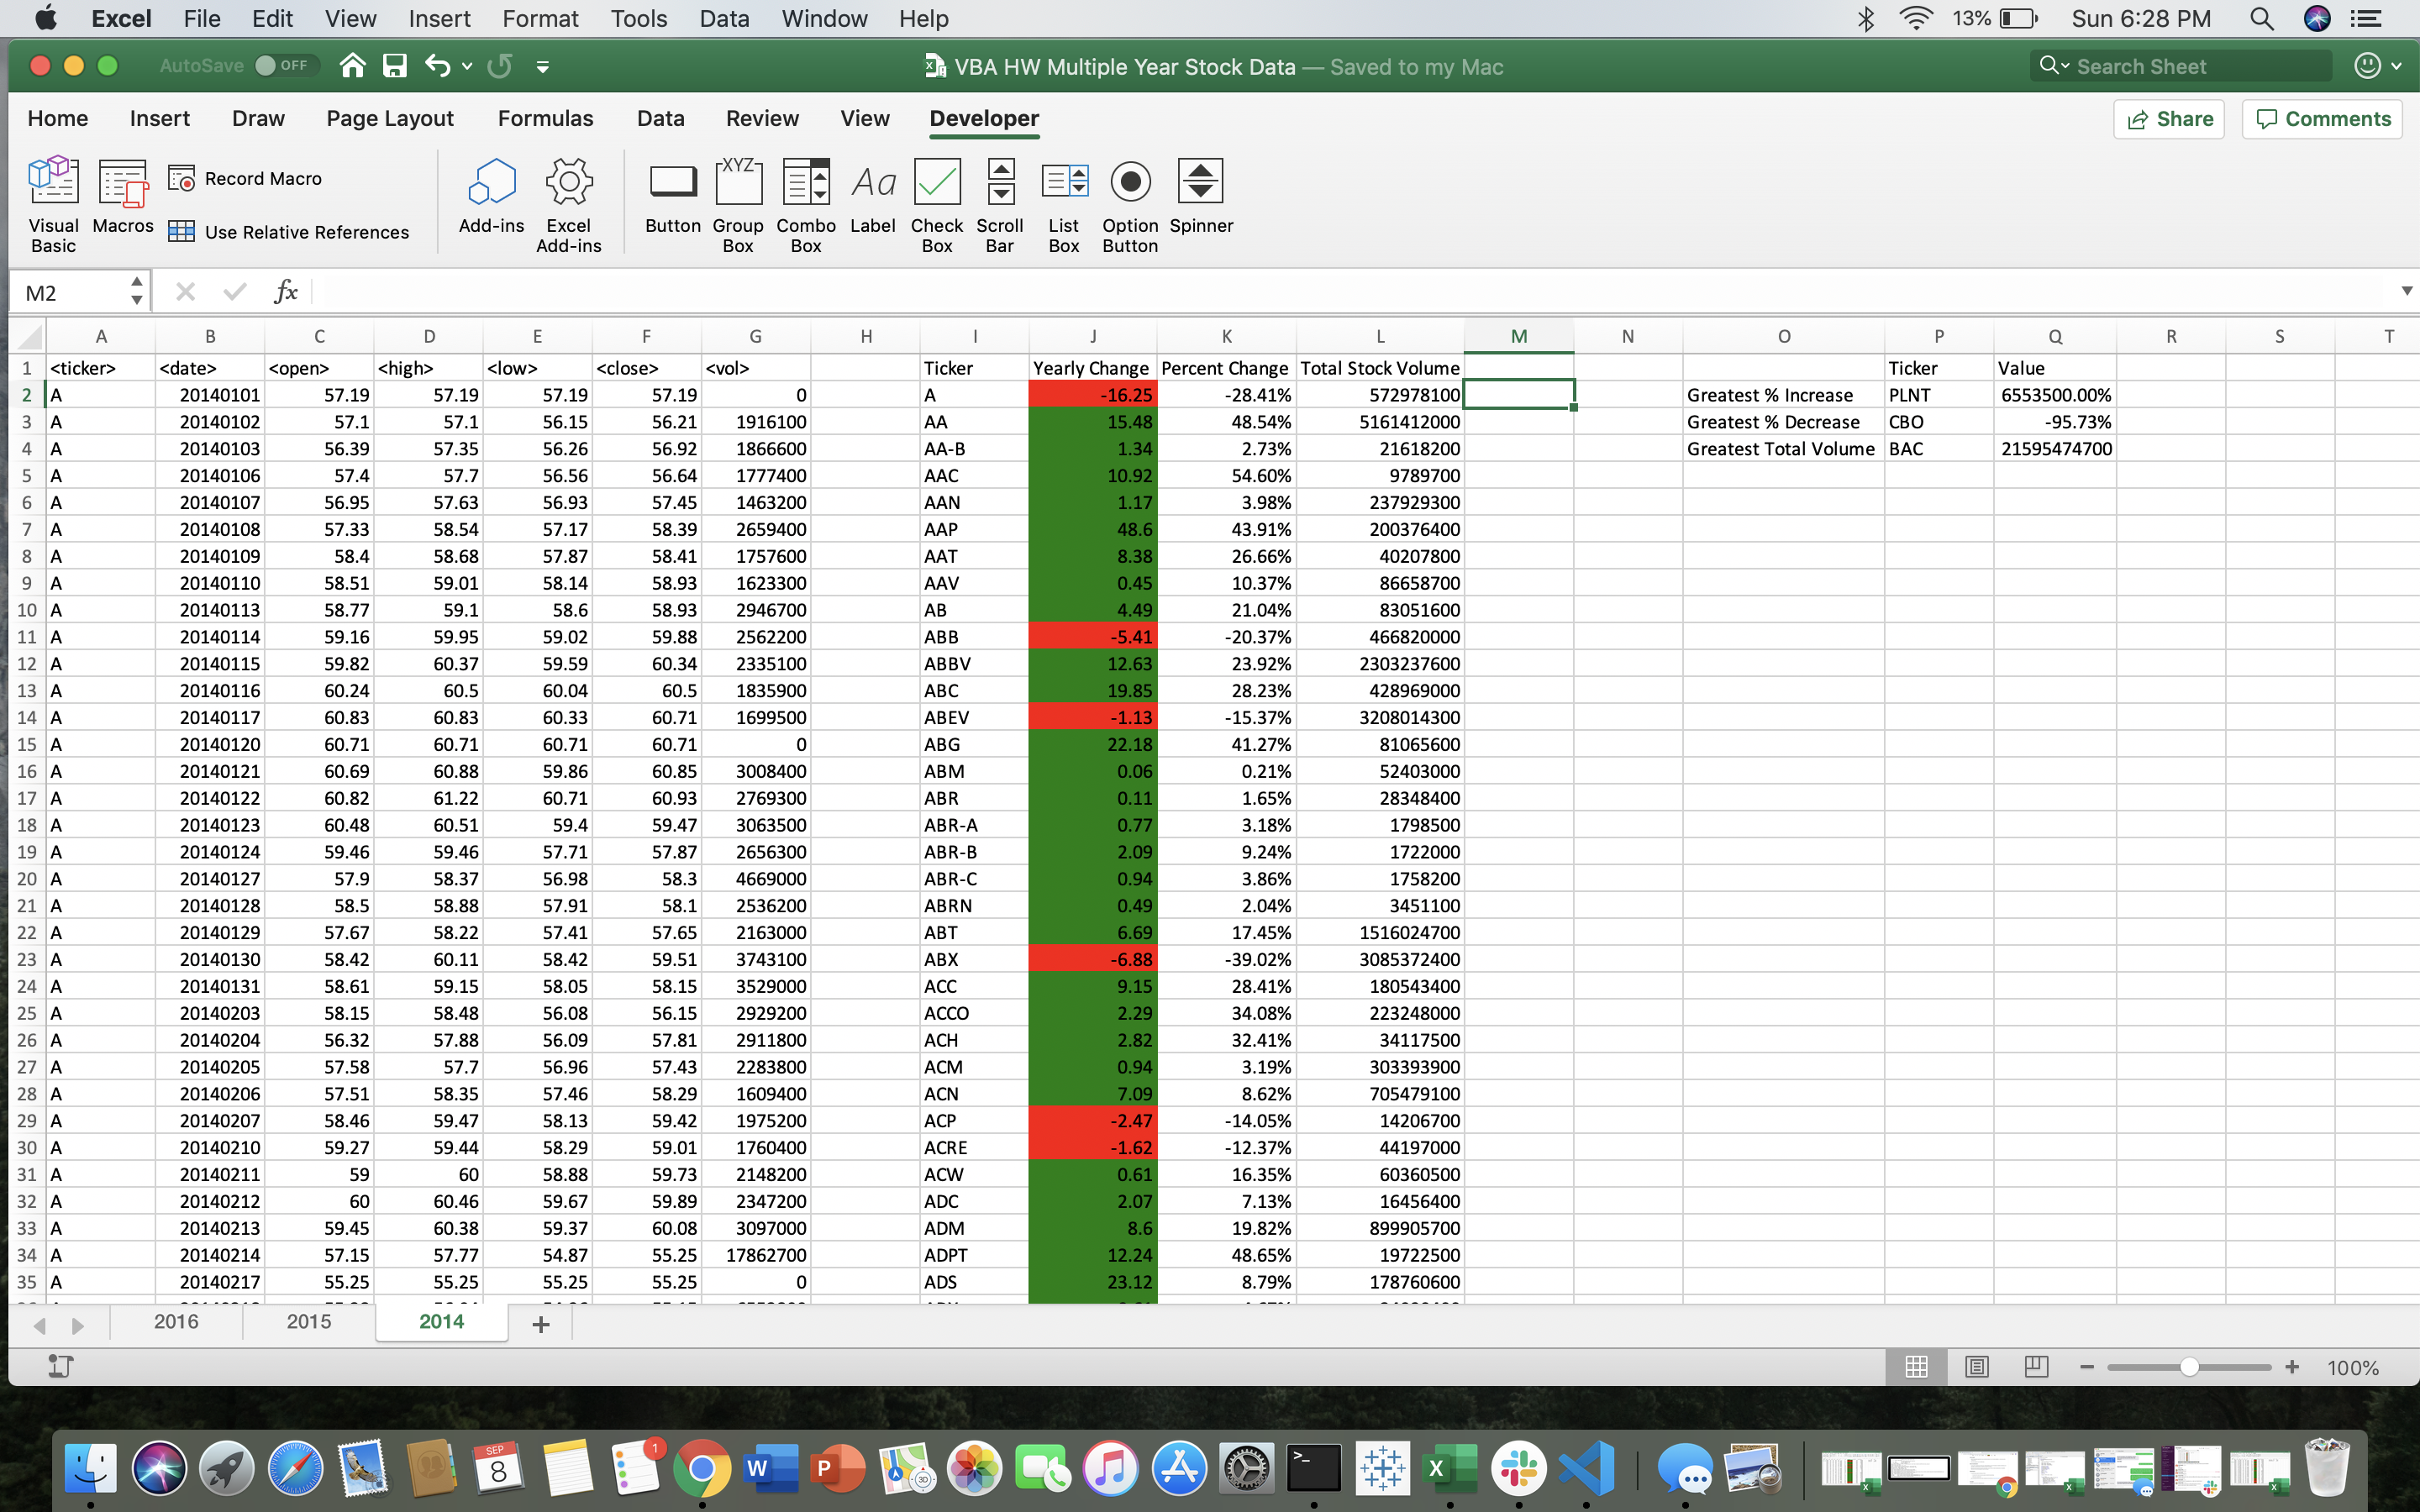 Excel File Edit View Insert Format Tools Data Window Help 13% Sun 6:28 PM
AutoSave OFF VBA HW Multiple Year Stock Data — Saved to my Mac Search Sheet
Home Insert Draw Page Layout Formulas Data Review View Developer Share Comments
Visual Basic Macros Record Macro Use Relative References Add-ins Excel Add-ins Button XYZ Group Box Combo Box Aa Label Check Box Scroll Bar List Box Option Button Spinner
M2 fx
A B C D E F G H I J K L M N O P Q R S T
1 <ticker> <date> <open> <high> <low> <close> <vol> Ticker Yearly Change Percent Change Total Stock Volume Ticker Value
2 A 20140101 57.19 57.19 57.19 57.19 0 A -16.25 -28.41% 572978100 Greatest % Increase PLNT 6553500.00%
3 A 20140102 57.1 57.1 56.15 56.21 1916100 AA 15.48 48.54% 5161412000 Greatest % Decrease CBO -95.73%
4 A 20140103 56.39 57.35 56.26 56.92 1866600 AA-B 1.34 2.73% 21618200 Greatest Total Volume BAC 21595474700
5 A 20140106 57.4 57.7 56.56 56.64 1777400 AAC 10.92 54.60% 9789700
6 A 20140107 56.95 57.63 56.93 57.45 1463200 AAN 1.17 3.98% 237929300
7 A 20140108 57.33 58.54 57.17 58.39 2659400 AAP 48.6 43.91% 200376400
8 A 20140109 58.4 58.68 57.87 58.41 1757600 AAT 8.38 26.66% 40207800
9 A 20140110 58.51 59.01 58.14 58.93 1623300 AAV 0.45 10.37% 86658700
10 A 20140113 58.77 59.1 58.6 58.93 2946700 AB 4.49 21.04% 83051600
11 A 20140114 59.16 59.95 59.02 59.88 2562200 ABB -5.41 -20.37% 466820000
12 A 20140115 59.82 60.37 59.59 60.34 2335100 ABBV 12.63 23.92% 2303237600
13 A 20140116 60.24 60.5 60.04 60.5 1835900 ABC 19.85 28.23% 428969000
14 A 20140117 60.83 60.83 60.33 60.71 1699500 ABEV -1.13 -15.37% 3208014300
15 A 20140120 60.71 60.71 60.71 60.71 0 ABG 22.18 41.27% 81065600
16 A 20140121 60.69 60.88 59.86 60.85 3008400 ABM 0.06 0.21% 52403000
17 A 20140122 60.82 61.22 60.71 60.93 2769300 ABR 0.11 1.65% 28348400
18 A 20140123 60.48 60.51 59.4 59.47 3063500 ABR-A 0.77 3.18% 1798500
19 A 20140124 59.46 59.46 57.71 57.87 2656300 ABR-B 2.09 9.24% 1722000
20 A 20140127 57.9 58.37 56.98 58.3 4669000 ABR-C 0.94 3.86% 1758200
21 A 20140128 58.5 58.88 57.91 58.1 2536200 ABRN 0.49 2.04% 3451100
22 A 20140129 57.67 58.22 57.41 57.65 2163000 ABT 6.69 17.45% 1516024700
23 A 20140130 58.42 60.11 58.42 59.51 3743100 ABX -6.88 -39.02% 3085372400
24 A 20140131 58.61 59.15 58.05 58.15 3529000 ACC 9.15 28.41% 180543400
25 A 20140203 58.15 58.48 56.08 56.15 2929200 ACCO 2.29 34.08% 223248000
26 A 20140204 56.32 57.88 56.09 57.81 2911800 ACH 2.82 32.41% 34117500
27 A 20140205 57.58 57.7 56.96 57.43 2283800 ACM 0.94 3.19% 303393900
28 A 20140206 57.51 58.35 57.46 58.29 1609400 ACN 7.09 8.62% 705479100
29 A 20140207 58.46 59.47 58.13 59.42 1975200 ACP -2.47 -14.05% 14206700
30 A 20140210 59.27 59.44 58.29 59.01 1760400 ACRE -1.62 -12.37% 44197000
31 A 20140211 59 60 58.88 59.73 2148200 ACW 0.61 16.35% 60360500
32 A 20140212 60 60.46 59.67 59.89 2347200 ADC 2.07 7.13% 16456400
33 A 20140213 59.45 60.38 59.37 60.08 3097000 ADM 8.6 19.82% 899905700
34 A 20140214 57.15 57.77 54.87 55.25 17862700 ADPT 12.24 48.65% 19722500
35 A 20140217 55.25 55.25 55.25 55.25 0 ADS 23.12 8.79% 178760600
2016 2015 2014 +
100%
SEP 8 1 W P 3D >_ X